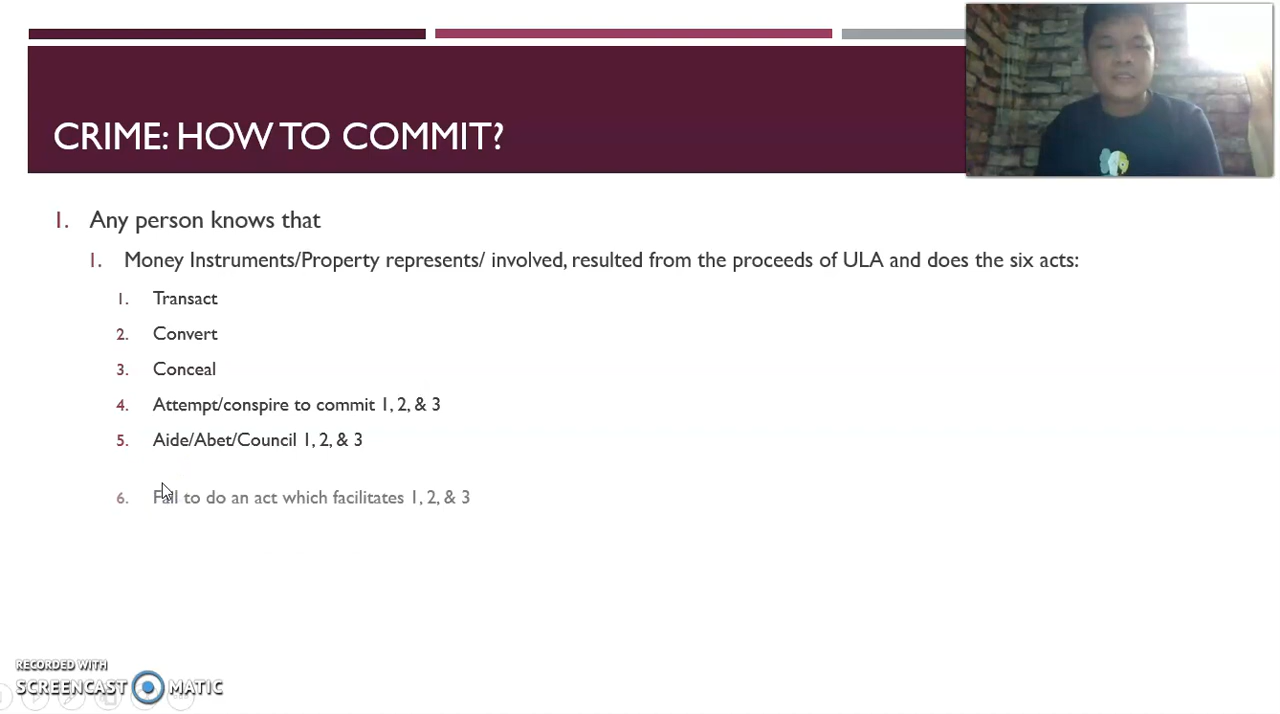 CRIME: HOW TO COMMIT?
1. Any person knows that
1. Money Instruments/Property represents/ involved, resulted from the proceeds of ULA and does the six acts:
1. Transact
2. Convert
3. Conceal
4. Attempt/conspire to commit 1, 2, & 3
5. Aide/Abet/Council 1, 2, & 3
6. Fail to do an act which facilitates 1, 2, & 3
RECORDED WITH
SCREENCAST MATIC